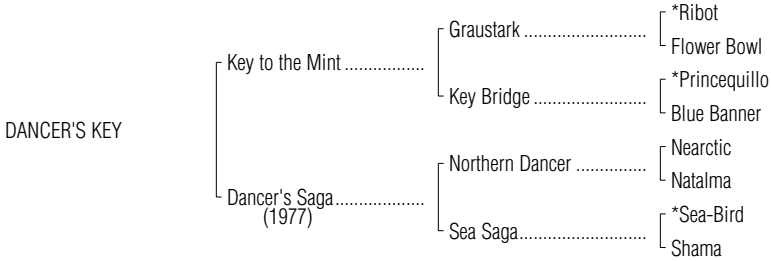 *Ribot
Graustark ..........................
Flower Bowl
Key to the Mint .................
*Princequillo
Key Bridge ........................
Blue Banner
DANCER'S KEY
Nearctic
Northern Dancer ...............
Natalma
Dancer's Saga...................
(1977)
*Sea-Bird
Sea Saga...........................
Shama